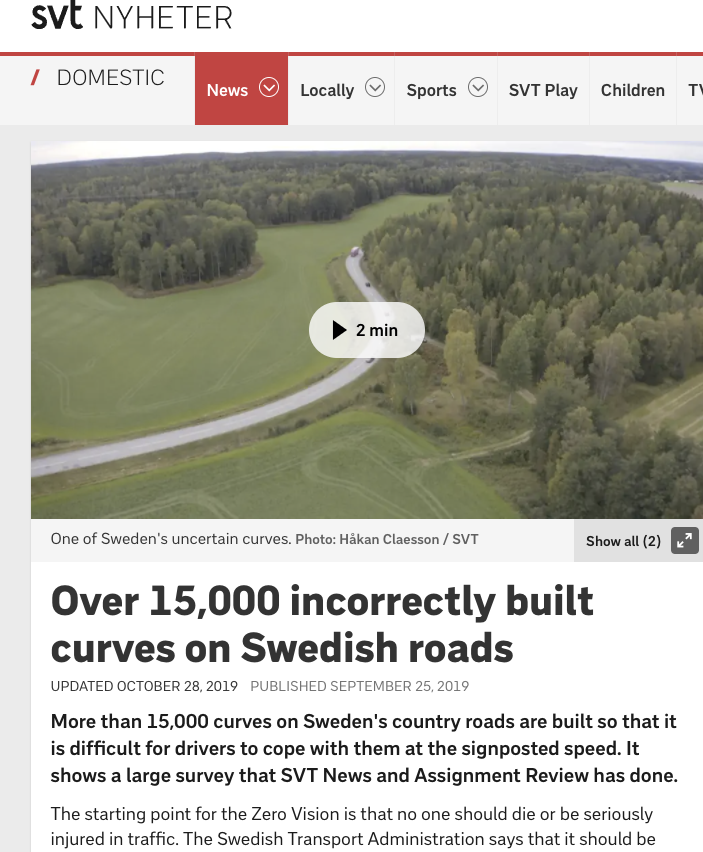 svt NYHETER
/ DOMESTIC
News
Locally
Sports
SVT Play
Children
TV
2 min
One of Sweden's uncertain curves. Photo: Håkan Claesson / SVT
Show all (2)
Over 15,000 incorrectly built
curves on Swedish roads
UPDATED OCTOBER 28, 2019 PUBLISHED SEPTEMBER 25, 2019
More than 15,000 curves on Sweden's country roads are built so that it
is difficult for drivers to cope with them at the signposted speed. It
shows a large survey that SVT News and Assignment Review has done.
The starting point for the Zero Vision is that no one should die or be seriously
injured in traffic. The Swedish Transport Administration says that it should be